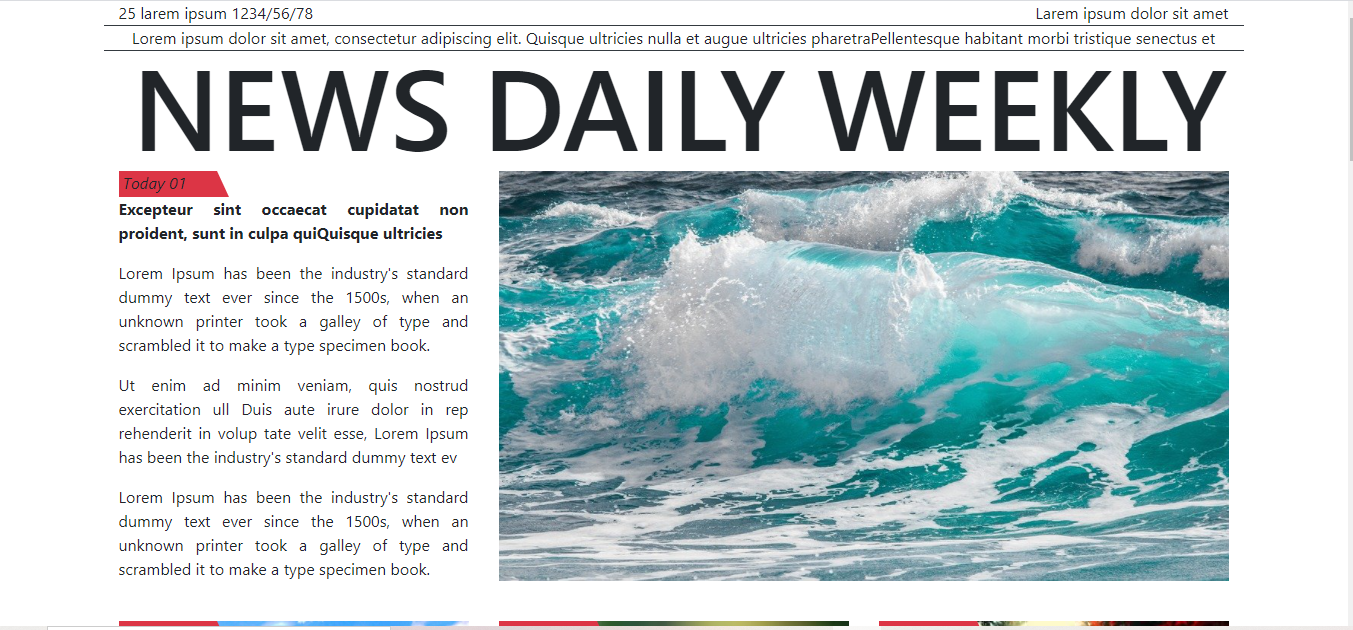 25 larem ipsum 1234/56/78
Larem ipsum dolor sit amet
Lorem ipsum dolor sit amet, consectetur adipiscing elit. Quisque ultricies nulla et augue ultricies pharetraPellentesque habitant morbi tristique senectus et
NEWS DAILY WEEKLY
Today 01
Excepteur sint occaecat cupidatat non
proident, sunt in culpa quiQuisque ultricies
Lorem Ipsum has been the industry's standard
dummy text ever since the 1500s, when an
unknown printer took a galley of type and
scrambled it to make a type specimen book.
Ut enim ad minim veniam, quis nostrud
exercitation ull Duis aute irure dolor in rep
rehenderit in volup tate velit esse, Lorem Ipsum
has been the industry's standard dummy text ev
Lorem Ipsum has been the industry's standard
dummy text ever since the 1500s, when an
unknown printer took a galley of type and
scrambled it to make a type specimen book.